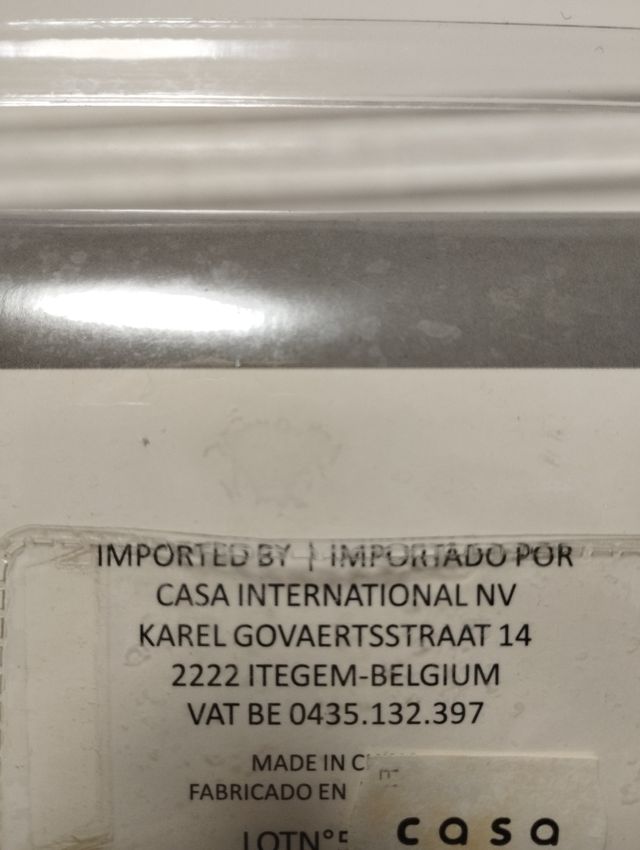 IMPORTED BY | IMPORTADO POR
CASA INTERNATIONAL NV
KAREL GOVAERTSSTRAAT 14
2222 ITEGEM-BELGIUM
VAT BE 0435.132.397
MADE IN
FABRICADO EN
LOTN°
casa